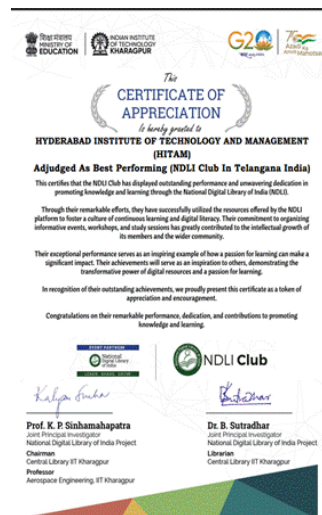 शिक्षा मंत्रालय
MINISTRY OF
EDUCATION
INDIAN INSTITUTE
OF TECHNOLOGY
KHARAGPUR
G20
Azadi Ka
Amrit Mahotsav
This
CERTIFICATE OF
APPRECIATION
Is hereby granted to
HYDERABAD INSTITUTE OF TECHNOLOGY AND MANAGEMENT
(HITAM)
Adjudged As Best Performing (NDLI Club In Telangana India)
This certifies that the NDLI Club has displayed outstanding performance and unwavering dedication in
promoting knowledge and learning through the National Digital Library of India (NDLI).
Through their remarkable efforts, they have successfully utilized the resources offered by the NDLI
platform to foster a culture of continuous learning and digital literacy. Their commitment to organizing
informative events, workshops, and study sessions has greatly contributed to the intellectual growth of
its members and the wider community.
Their exceptional performance serves as an inspiring example of how a passion for learning can make a
significant impact. Their achievements will serve as an inspiration to others, demonstrating the
transformative power of digital resources and a passion for learning.
In recognition of their outstanding achievements, we proudly present this certificate as a token of
appreciation and encouragement.
Congratulations on their remarkable performance, dedication, and contributions to promoting
knowledge and learning.
EVENT PARTNERS
National
Digital Library
of India
NDLI Club
Prof. K. P. Sinhamahapatra
Joint Principal Investigator
National Digital Library of India Project
Chairman
Central Library IIT Kharagpur
Professor
Aerospace Engineering, IIT Kharagpur
Dr. B. Sutradhar
Joint Principal Investigator
National Digital Library of India Project
Librarian
Central Library IIT Kharagpur